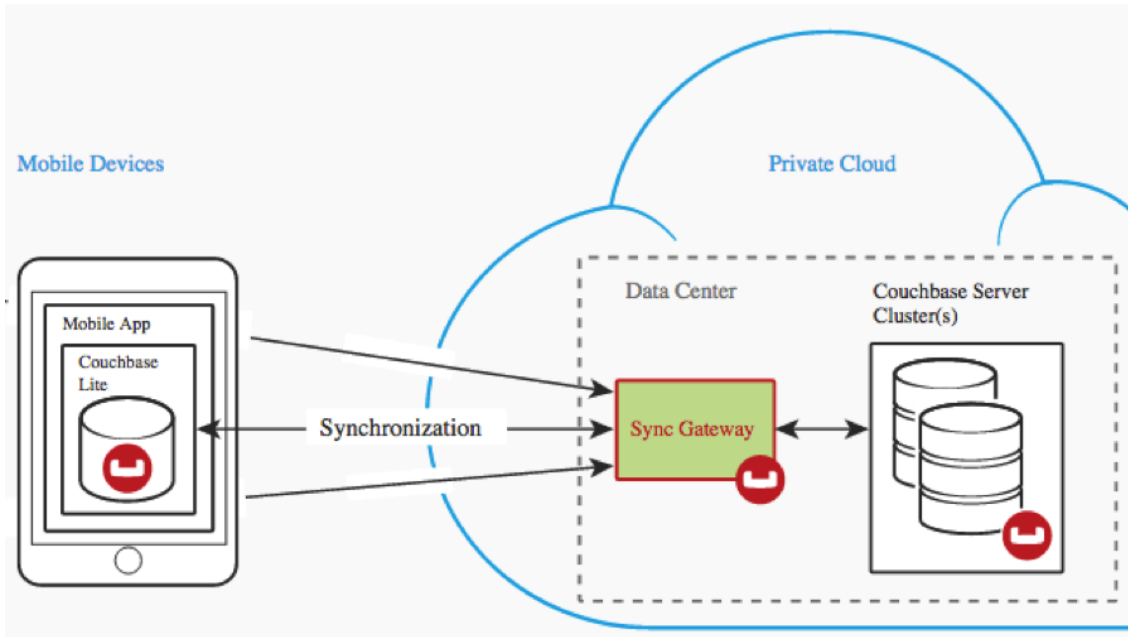 Mobile Devices
Private Cloud
Data Center
Couchbase Server
Cluster(s)
Mobile App
Couchbase
Lite
Synchronization
Sync Gateway